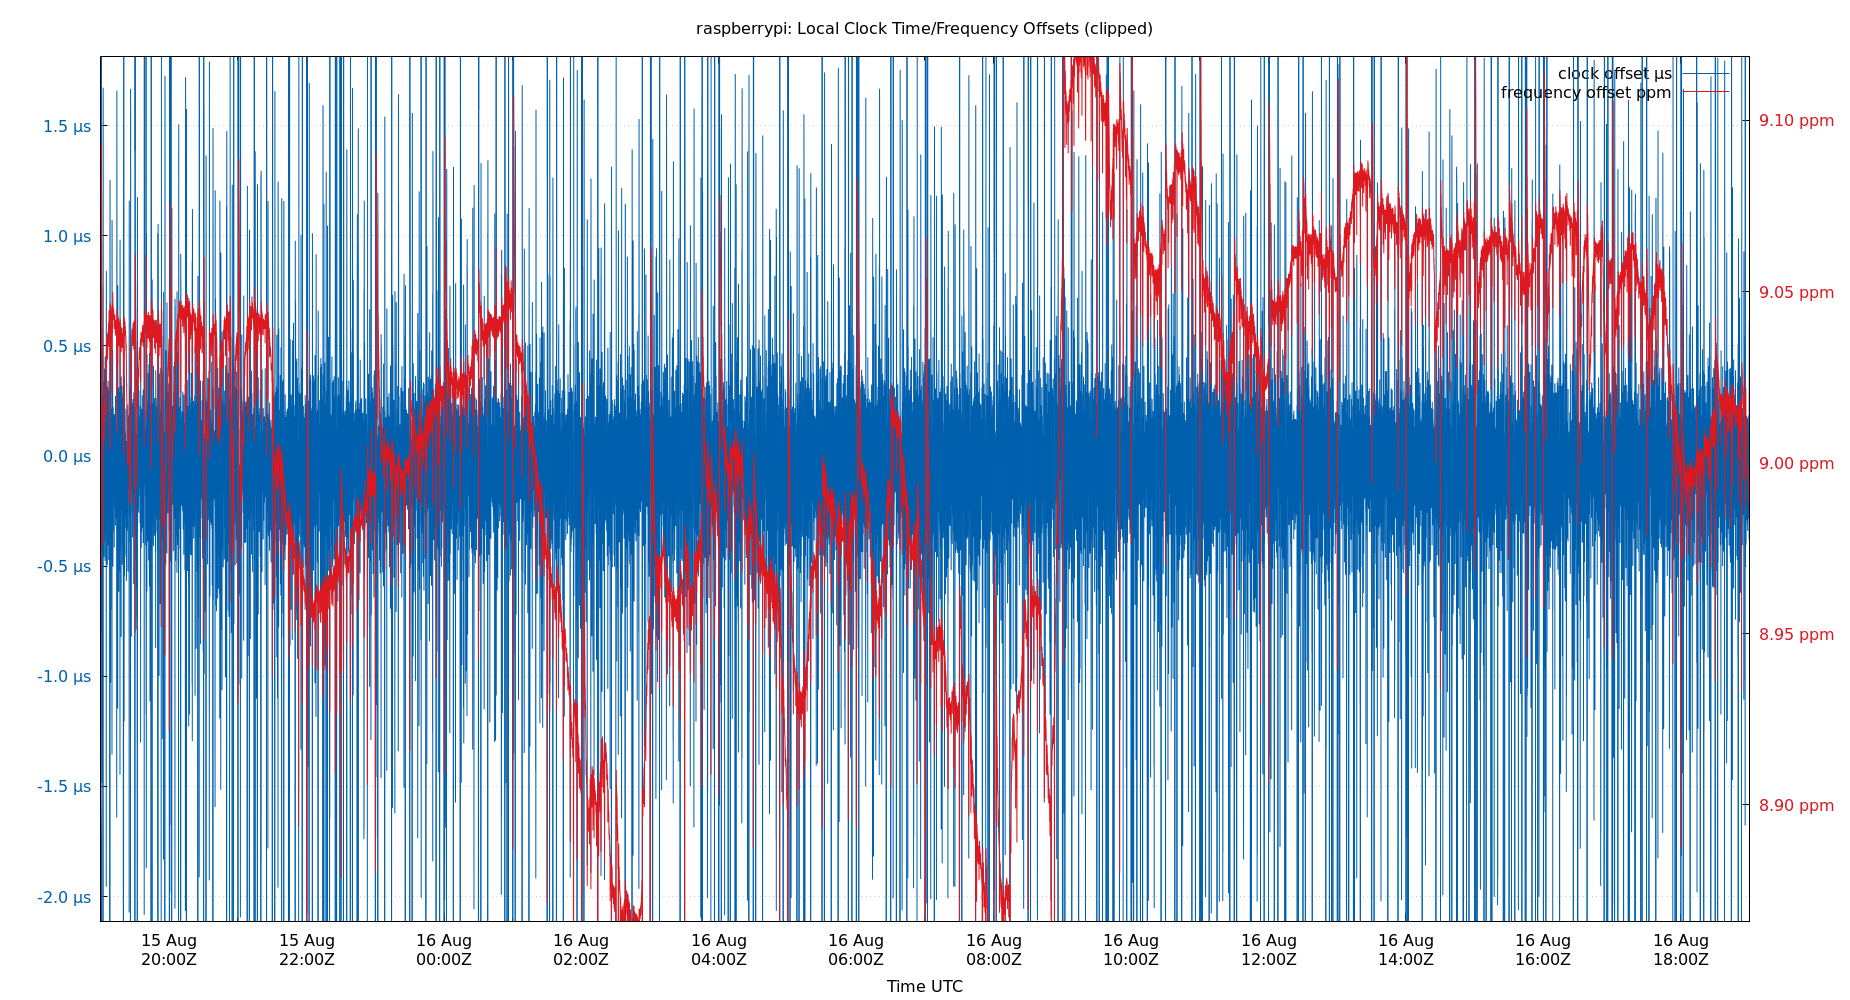 raspberrypi: Local Clock Time/Frequency Offsets (clipped)
clock offset µs
frequency offset ppm
1.5 µs
1.0 µs
0.5 µs
0.0 µs
-0.5 µs
-1.0 µs
-1.5 µs
-2.0 µs
9.10 ppm
9.05 ppm
9.00 ppm
8.95 ppm
8.90 ppm
15 Aug 15 Aug 16 Aug 16 Aug 16 Aug 16 Aug 16 Aug 16 Aug 16 Aug 16 Aug 16 Aug 16 Aug
20:00Z 22:00Z 00:00Z 02:00Z 04:00Z 06:00Z 08:00Z 10:00Z 12:00Z 14:00Z 16:00Z 18:00Z
Time UTC